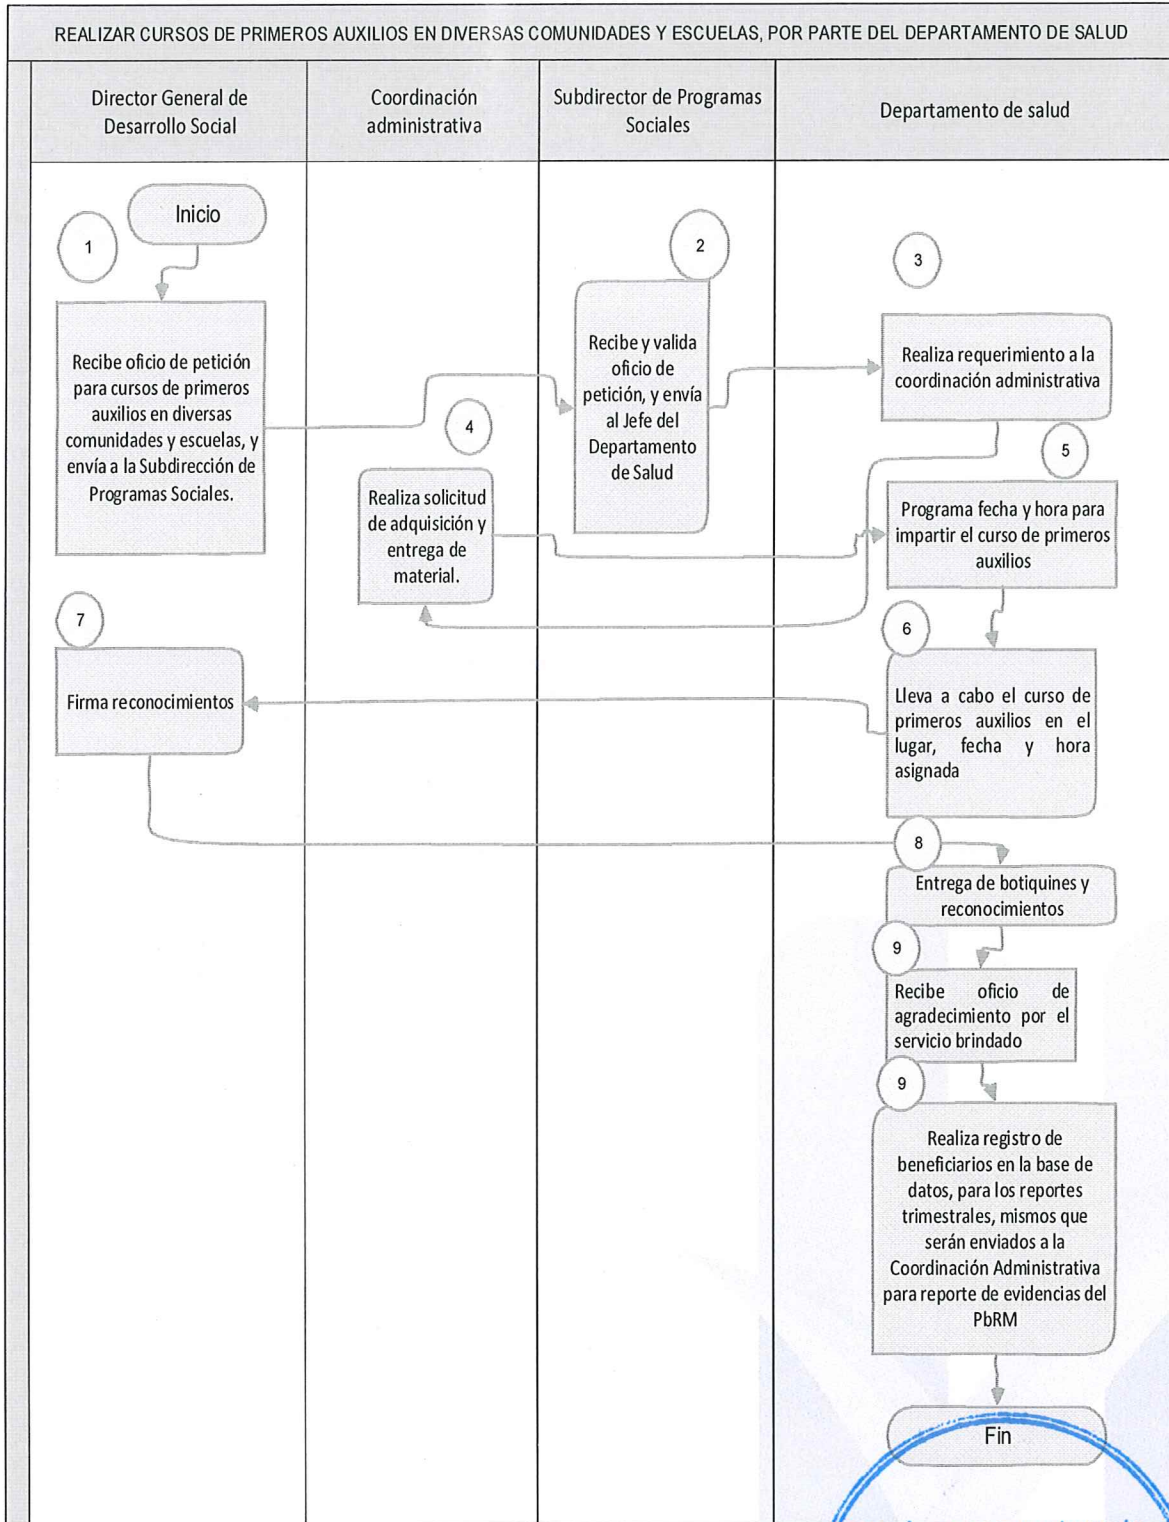 REALIZAR CURSOS DE PRIMEROS AUXILIOS EN DIVERSAS COMUNIDADES Y ESCUELAS, POR PARTE DEL DEPARTAMENTO DE SALUD
Director General de
Desarrollo Social
Coordinación
administrativa
Subdirector de Programas
Sociales
Departamento de salud
Inicio
1
Recibe oficio de petición
para cursos de primeros
auxilios en diversas
comunidades y escuelas, y
envía a la Subdirección de
Programas Sociales.
2
Recibe y valida
oficio de
petición, y envía
al Jefe del
Departamento
de Salud
3
Realiza requerimiento a la
coordinación administrativa
4
Realiza solicitud
de adquisición y
entrega de
material.
5
Programa fecha y hora para
impartir el curso de primeros
auxilios
6
Lleva a cabo el curso de
primeros auxilios en el
lugar, fecha y hora
asignada
7
Firma reconocimientos
8
Entrega de botiquines y
reconocimientos
9
Recibe oficio de
agradecimiento por el
servicio brindado
9
Realiza registro de
beneficiarios en la base de
datos, para los reportes
trimestrales, mismos que
serán enviados a la
Coordinación Administrativa
para reporte de evidencias del
PbRM
Fin